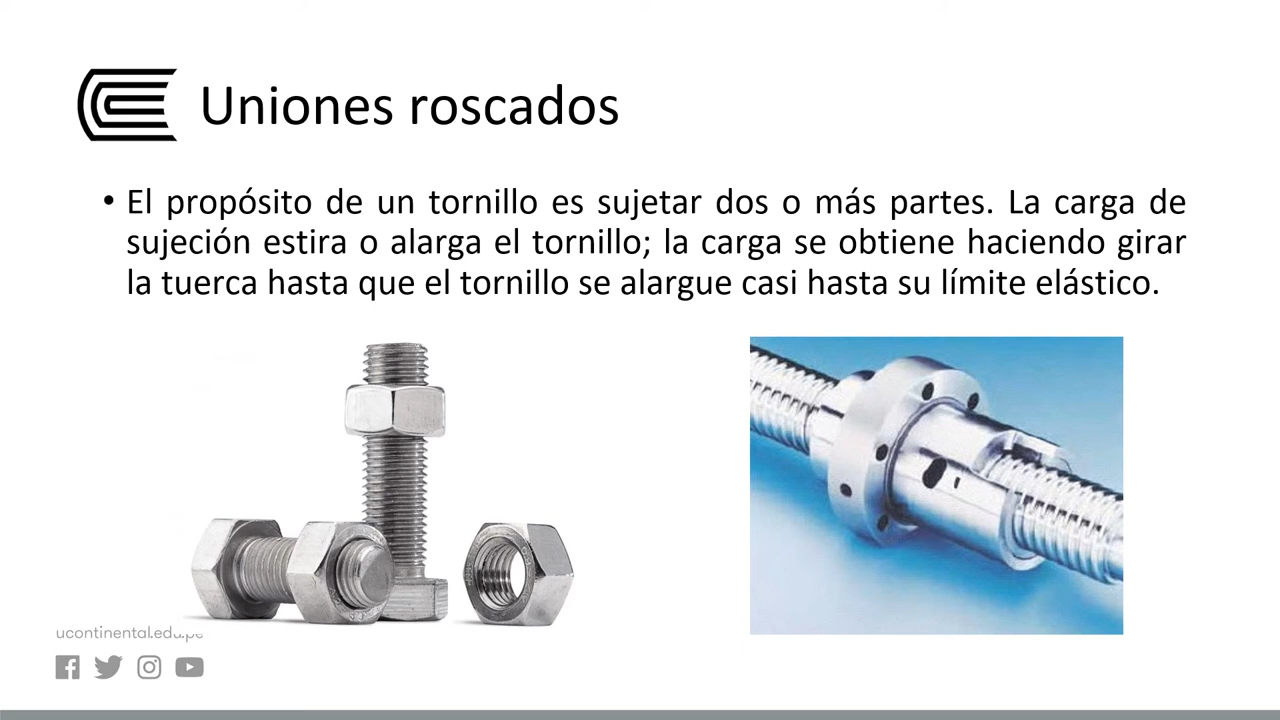 Uniones roscados
• El propósito de un tornillo es sujetar dos o más partes. La carga de
sujeción estira o alarga el tornillo; la carga se obtiene haciendo girar
la tuerca hasta que el tornillo se alargue casi hasta su límite elástico.
ucontinental.edu.pe